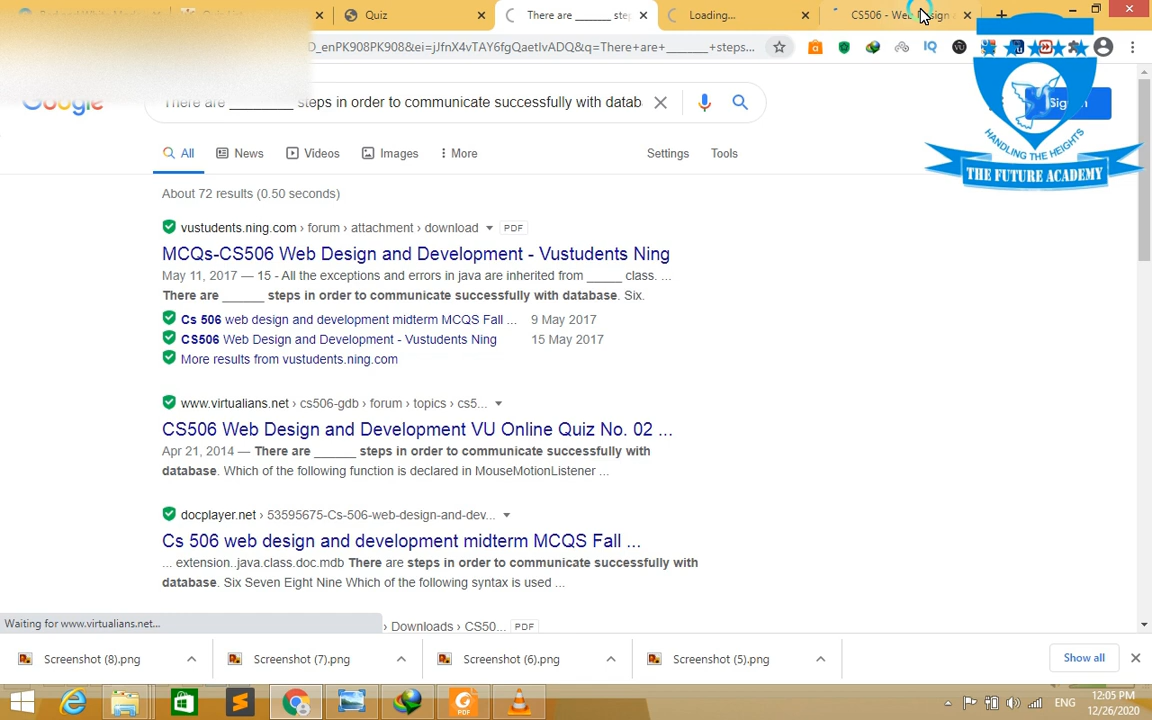 Quiz
There are _______ ste
Loading...
CS506 - Web Design
D_enPK908PK908&ei=jJfnX4vTAY6fgQaetIvADQ&q=There+are+_______+steps...
IQ
Google
There are _________ steps in order to communicate successfully with datab
Sign in
All
News
Videos
Images
More
Settings
Tools
HANDLING THE HEIGHTS
THE FUTURE ACADEMY
About 72 results (0.50 seconds)
vustudents.ning.com › forum › attachment › download PDF
MCQs-CS506 Web Design and Development - Vustudents Ning
May 11, 2017 — 15 - All the exceptions and errors in java are inherited from _____ class. ...
There are ______ steps in order to communicate successfully with database. Six.
Cs 506 web design and development midterm MCQS Fall ... 9 May 2017
CS506 Web Design and Development - Vustudents Ning 15 May 2017
More results from vustudents.ning.com
www.virtualians.net › cs506-gdb › forum › topics › cs5...
CS506 Web Design and Development VU Online Quiz No. 02 ...
Apr 21, 2014 — There are ______ steps in order to communicate successfully with
database. Which of the following function is declared in MouseMotionListener ...
docplayer.net › 53595675-Cs-506-web-design-and-dev...
Cs 506 web design and development midterm MCQS Fall ...
... extension..java.class.doc.mdb There are steps in order to communicate successfully with
database. Six Seven Eight Nine Which of the following syntax is used ...
Waiting for www.virtualians.net...
› Downloads › CS50... PDF
Screenshot (8).png
Screenshot (7).png
Screenshot (6).png
Screenshot (5).png
Show all
PDF
ENG
12:05 PM
12/26/2020